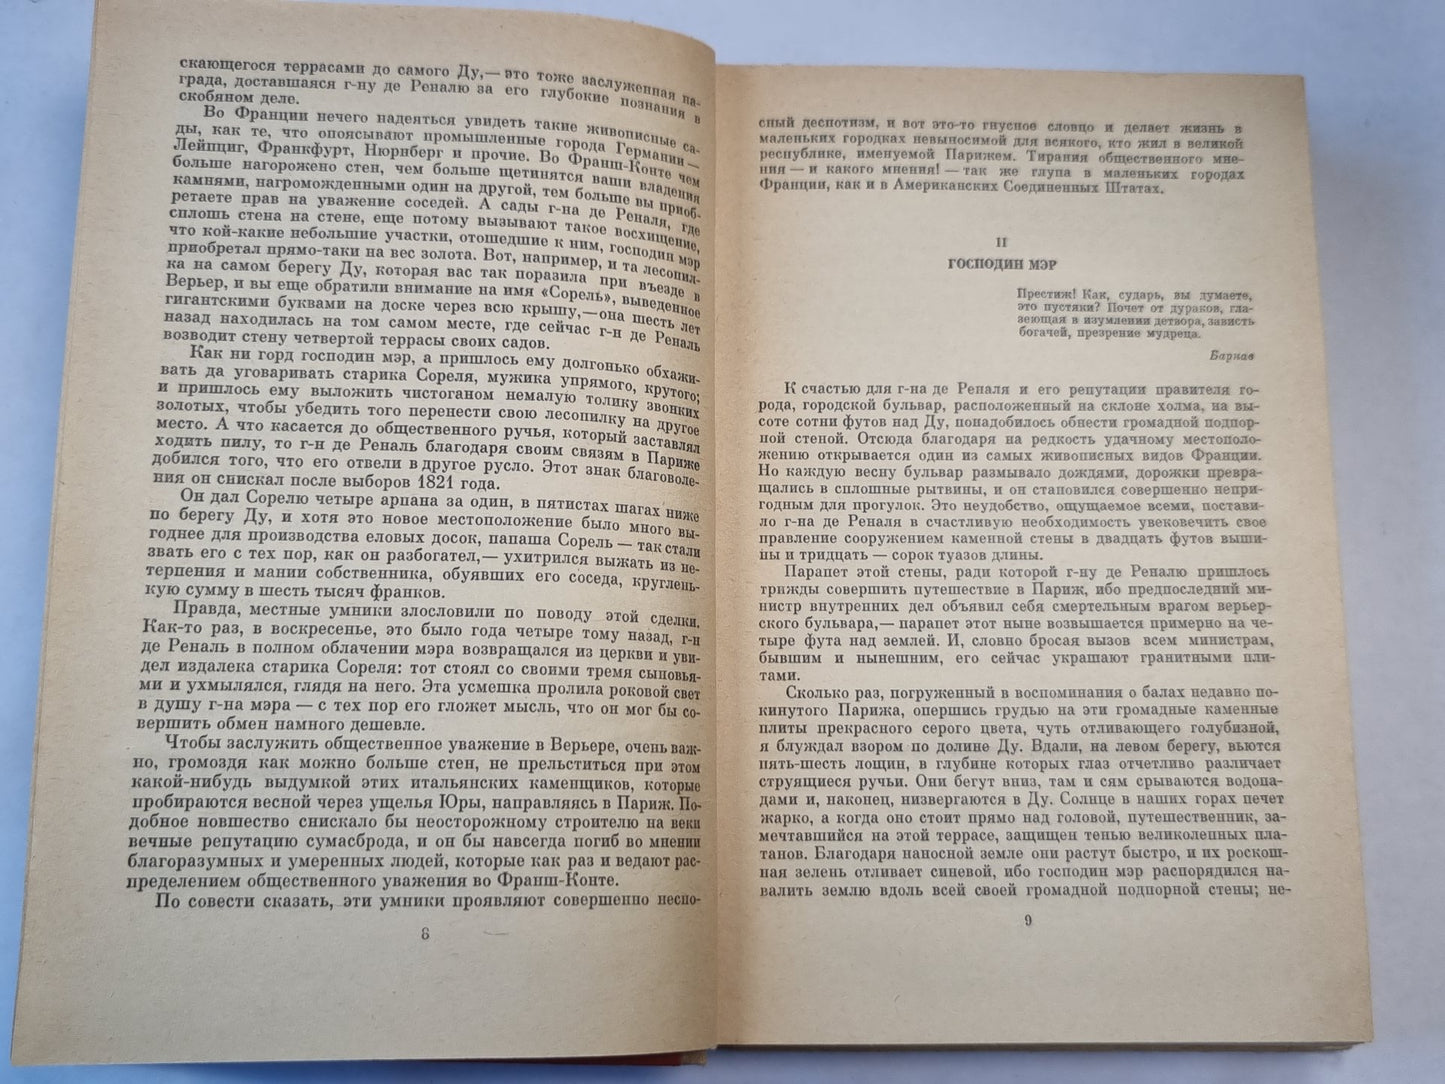 скающегося террасами до самого Ду,— это тоже заслуженная на-
града, доставшаяся г-ну де Реналю за его глубокие познания в
скобяном деле.
Во Франции нечего надеяться увидеть такие живописные са-
ды, как те, что опоясывают промышленные города Германии —
Лейпциг, Франкфурт, Нюрнберг и прочие. Во Франш-Конте чем
больше нагорожено стен, чем больше щетинятся ваши владения
камнями, нагроможденными один на другой, тем больше вы приоб-
ретаете прав на уважение соседей. А сады г-на де Реналя, где
сплошь стена на стене, еще потому вызывают такое восхищение,
что кой-какие небольшие участки, отошедшие к ним, господин мэр
приобретал прямо-таки на вес золота. Вот, например, и та лесопил-
ка на самом берегу Ду, которая вас так поразила при въезде в
Верьер, и вы еще обратили внимание на имя «Сорель», выведенное
гигантскими буквами на доске через всю крышу,— она шесть лет
назад находилась на том самом месте, где сейчас г-н де Реналь
возводит стену четвертой террасы своих садов.
Как ни горд господин мэр, а пришлось ему долгонько обхажи-
вать да уговаривать старика Сореля, мужика упрямого, крутого;
и пришлось ему выложить чистоганом немалую толику звонких
золотых, чтобы убедить того перенести свою лесопилку на другое
место. А что касается до общественного ручья, который заставлял
ходить пилу, то г-н де Реналь благодаря своим связям в Париже
добился того, что его отвели в другое русло. Этот знак благоволе-
ния он снискал после выборов 1821 года.
Он дал Сорелю четыре арпана за один, в пятистах шагах ниже
по берегу Ду, и хотя это новое местоположение было много вы-
годнее для производства еловых досок, папаша Сорель — так стали
звать его с тех пор, как он разбогател,— ухитрился выжать из не-
терпения и мании собственника, обуявших его соседа, круглень-
кую сумму в шесть тысяч франков.
Правда, местные умники злословили по поводу этой сделки.
Как-то раз, в воскресенье, это было года четыре тому назад, г-н
де Реналь в полном облачении мэра возвращался из церкви и уви-
дел издалека старика Сореля: тот стоял со своими тремя сыновья-
ми и ухмылялся, глядя на него. Эта усмешка пролила роковой свет
в душу г-на мэра — с тех пор его гложет мысль, что он мог бы со-
вершить обмен намного дешевле.
Чтобы заслужить общественное уважение в Верьере, очень важ-
но, громоздя как можно больше стен, не прельститься при этом
какой-нибудь выдумкой этих итальянских каменщиков, которые
пробираются весной через ущелья Юры, направляясь в Париж. По-
добное новшество снискало бы неосторожному строителю на веки
вечные репутацию сумасброда, и он бы навсегда погиб во мнении
благоразумных и умеренных людей, которые как раз и ведают рас-
пределением общественного уважения во Франш-Конте.
По совести сказать, эти умники проявляют совершенно неспо-
8
сный деспотизм, и вот это-то гнусное словцо и делает жизнь в
маленьких городках невыносимой для всякого, кто жил в великой
республике, именуемой Парижем. Тирания общественного мне-
ния — и какого мнения! — так же глупа в маленьких городах
Франции, как и в Американских Соединенных Штатах.
II
ГОСПОДИН МЭР
Престиж! Как, сударь, вы думаете,
это пустяки? Почет от дураков, гла-
зеющая в изумлении детвора, зависть
богачей, презрение мудреца.
Барнав
К счастью для г-на де Реналя и его репутации правителя го-
рода, городской бульвар, расположенный на склоне холма, на вы-
соте сотни футов над Ду, понадобилось обнести громадной подпор-
ной стеной. Отсюда благодаря на редкость удачному местополо-
жению открывается один из самых живописных видов Франции.
Но каждую весну бульвар размывало дождями, дорожки превра-
щались в сплошные рытвины, и он становился совершенно непри-
годным для прогулок. Это неудобство, ощущаемое всеми, постави-
ло г-на де Реналя в счастливую необходимость увековечить свое
правление сооружением каменной стены в двадцать футов выши-
ны и тридцать — сорок туазов длины.
Парапет этой стены, ради которой г-ну де Реналю пришлось
трижды совершить путешествие в Париж, ибо предпоследний ми-
нистр внутренних дел объявил себя смертельным врагом верьер-
ского бульвара,— парапет этот ныне возвышается примерно на че-
тыре фута над землей. И, словно бросая вызов всем министрам,
бывшим и нынешним, его сейчас украшают гранитными пли-
тами.
Сколько раз, погруженный в воспоминания о балах недавно по-
кинутого Парижа, опершись грудью на эти громадные каменные
плиты прекрасного серого цвета, чуть отливающего голубизной,
я блуждал взором по долине Ду. Вдали, на левом берегу, вьются
пять-шесть лощин, в глубине которых глаз отчетливо различает
струящиеся ручьи. Они бегут вниз, там и сям срываются водопа-
дами и, наконец, низвергаются в Ду. Солнце в наших горах печет
жарко, а когда оно стоит прямо над головой, путешественник, за-
мечтавшийся на этой террасе, защищен тенью великолепных пла-
танов. Благодаря наносной земле они растут быстро, и их роскош-
ная зелень отливает синевой, ибо господин мэр распорядился на-
валить землю вдоль всей своей громадной подпорной стены; не-
9